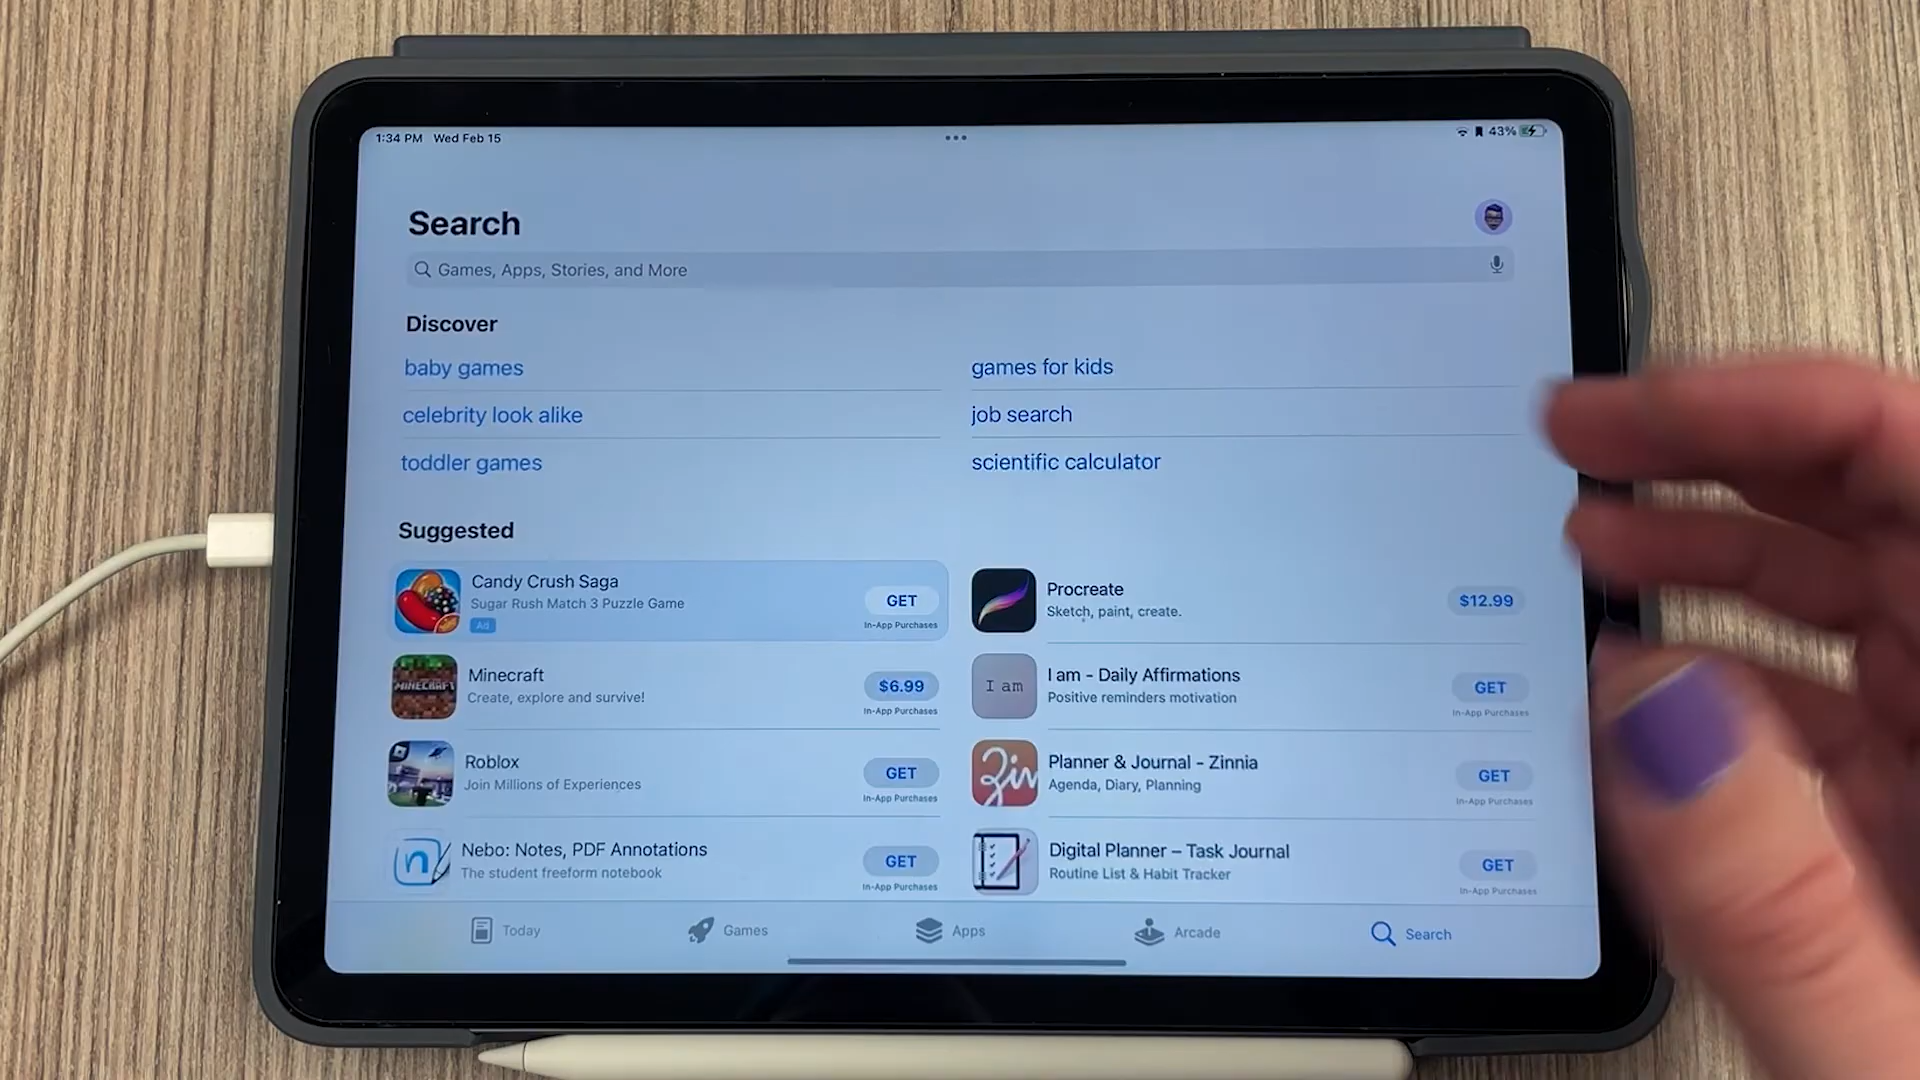 1:34 PM Wed Feb 15
43%
Search
Games, Apps, Stories, and More
Discover
baby games
games for kids
celebrity look alike
job search
toddler games
scientific calculator
Suggested
Candy Crush Saga
Sugar Rush Match 3 Puzzle Game
Ad
GET
In-App Purchases
Procreate
Sketch, paint, create.
$12.99
MINECRAFT
Minecraft
Create, explore and survive!
$6.99
In-App Purchases
I am
I am - Daily Affirmations
Positive reminders motivation
GET
In-App Purchases
Roblox
Join Millions of Experiences
GET
In-App Purchases
Zin
Planner & Journal - Zinnia
Agenda, Diary, Planning
GET
In-App Purchases
n
Nebo: Notes, PDF Annotations
The student freeform notebook
GET
In-App Purchases
Digital Planner – Task Journal
Routine List & Habit Tracker
GET
In-App Purchases
Today
Games
Apps
Arcade
Search